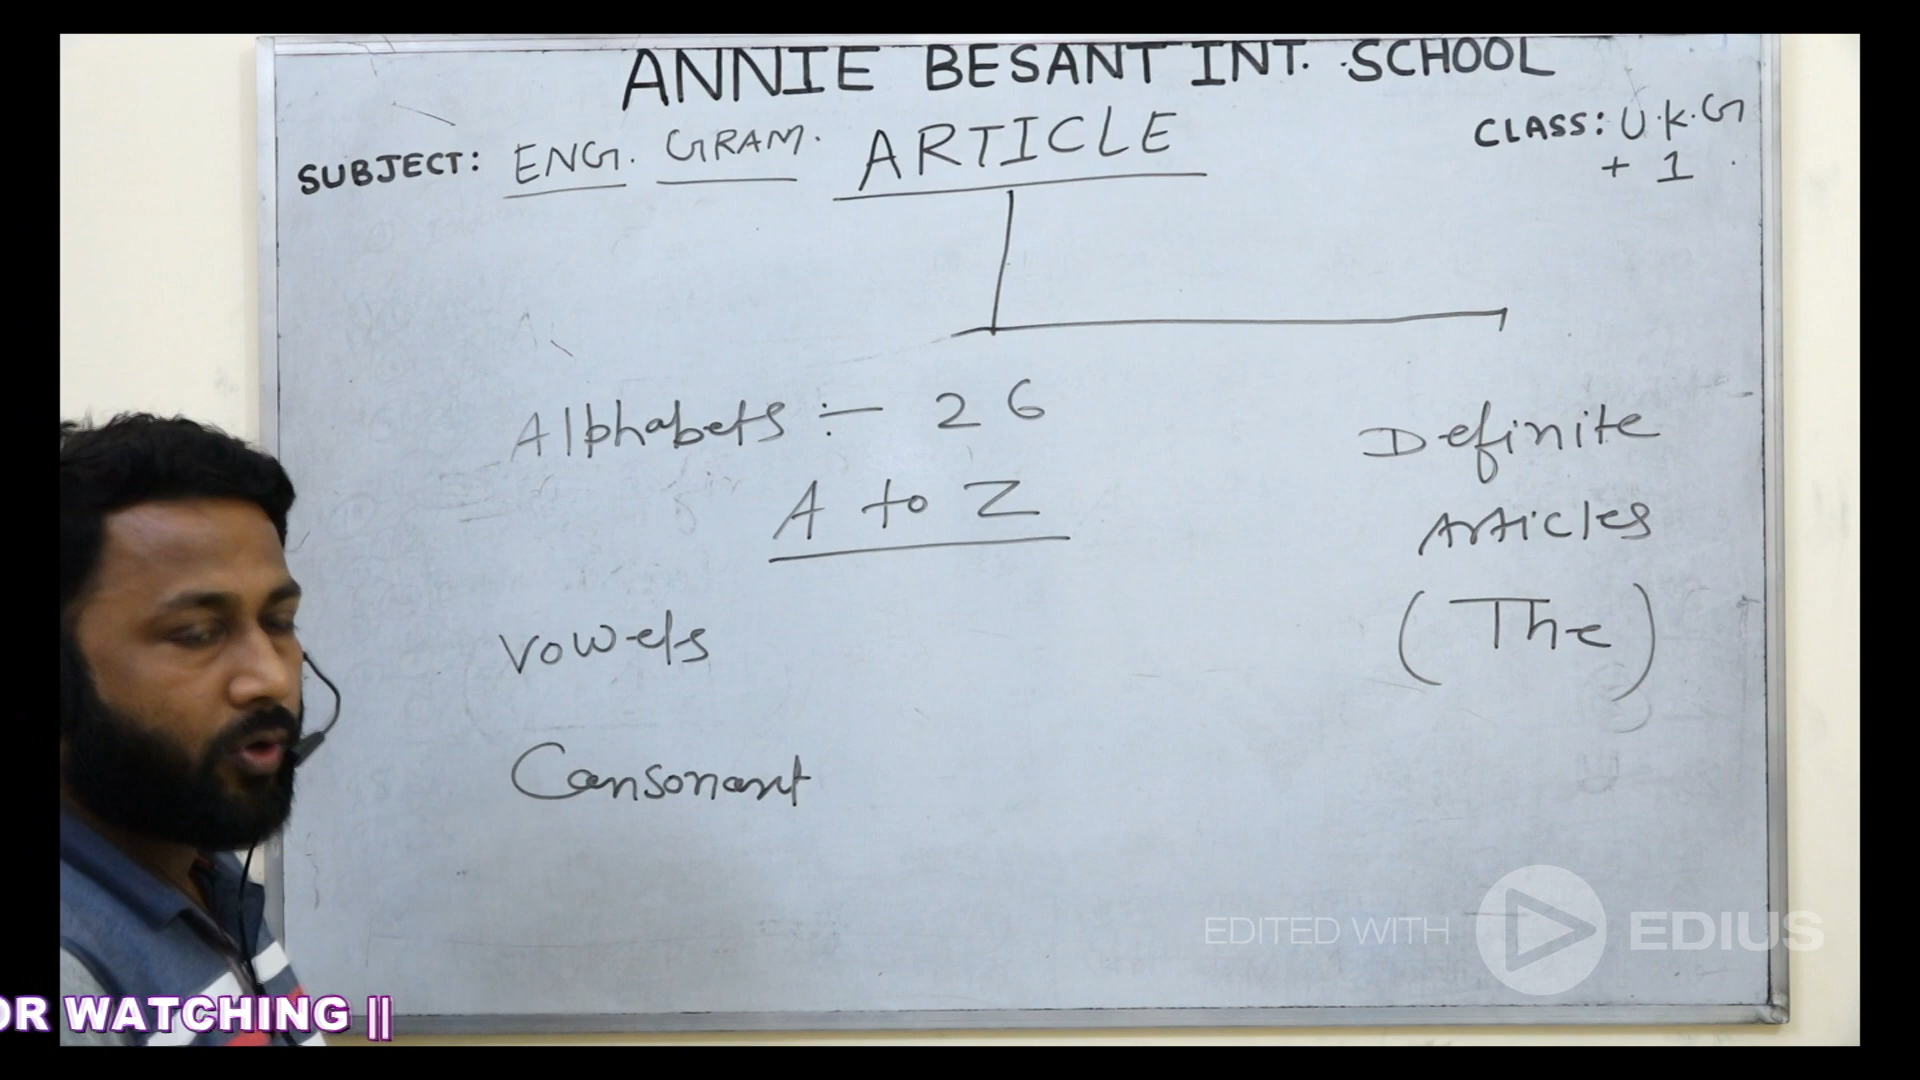 ANNIE BESANT INT. SCHOOL
SUBJECT: ENG. GRAM. ARTICLE CLASS: U.K.G
+ 1
Alphabets :- 26
A to Z
Definite
Articles
(The)
Vowels
Consonant
EDITED WITH EDIUS
OR WATCHING ||